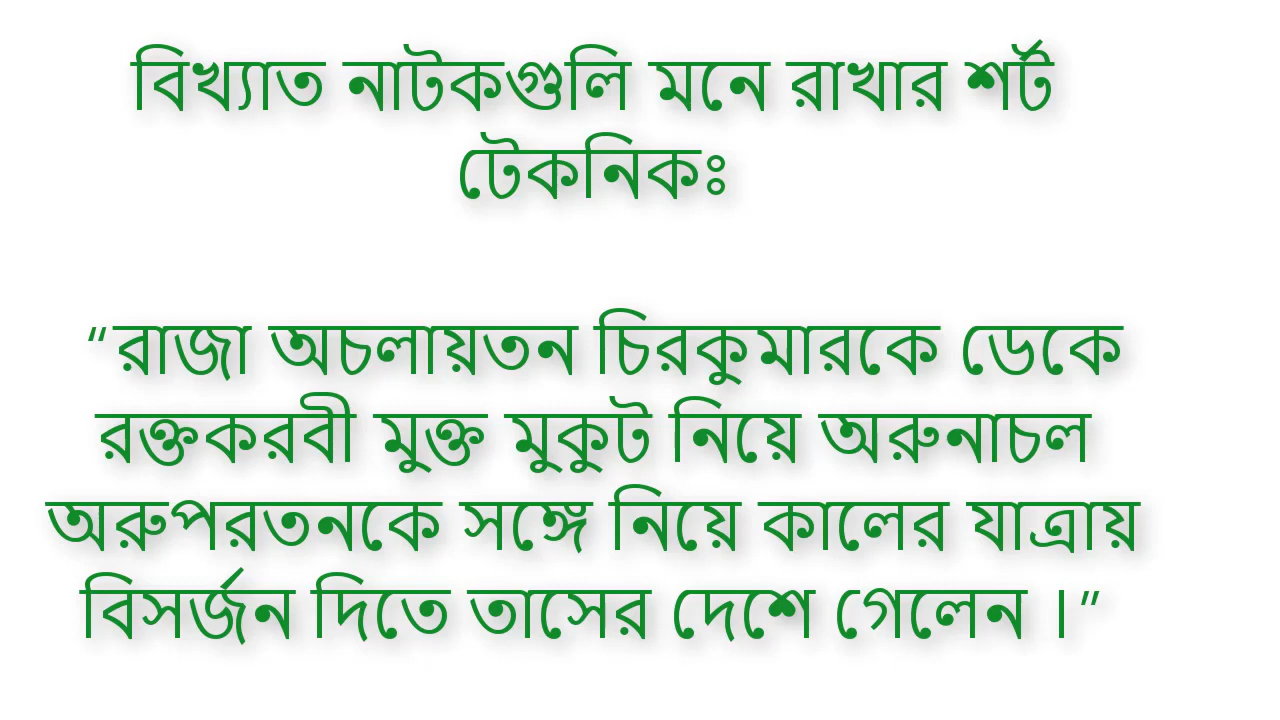 বিখ্যাত নাটকগুলি মনে রাখার শর্ট
টেকনিকঃ
“রাজা অচলায়তন চিরকুমারকে ডেকে
রক্তকরবী মুক্ত মুকুট নিয়ে অরুনাচল
অরুপরতনকে সঙ্গে নিয়ে কালের যাত্রায়
বিসর্জন দিতে তাসের দেশে গেলেন ।”